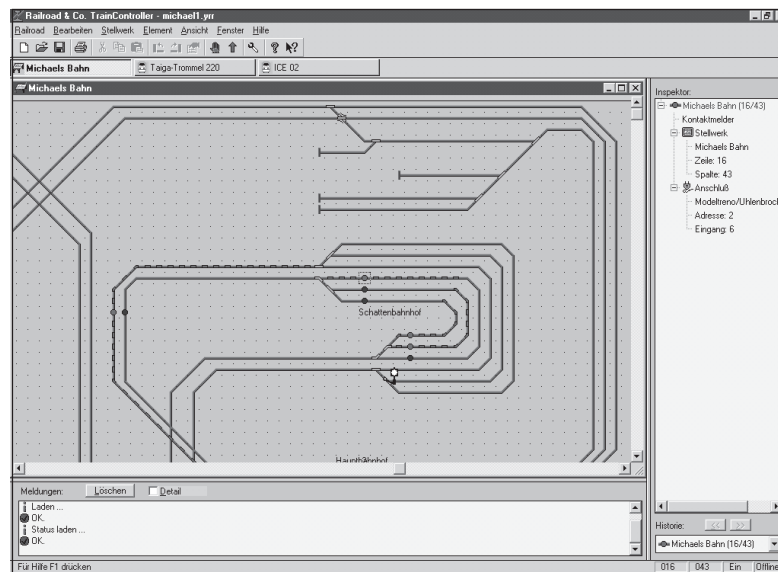 Railroad & Co. TrainController - michael1.yrr
Railroad Bearbeiten Stellwerk Element Ansicht Fenster Hilfe
Michaels Bahn
Taiga-Trommel 220
ICE 02
Michaels Bahn
Schattenbahnhof
Hauptbahnhof
Inspektor:
Michaels Bahn (16/43)
Kontaktmelder
Stellwerk
Michaels Bahn
Zeile: 16
Spalte: 43
Anschluß
Modeltreno/Uhlenbrock
Adresse: 2
Eingang: 6
Historie:
Michaels Bahn (16/43)
Meldungen: Löschen Detail
Laden ...
OK.
Status laden ...
OK.
Für Hilfe F1 drücken
016 043 Ein Offline